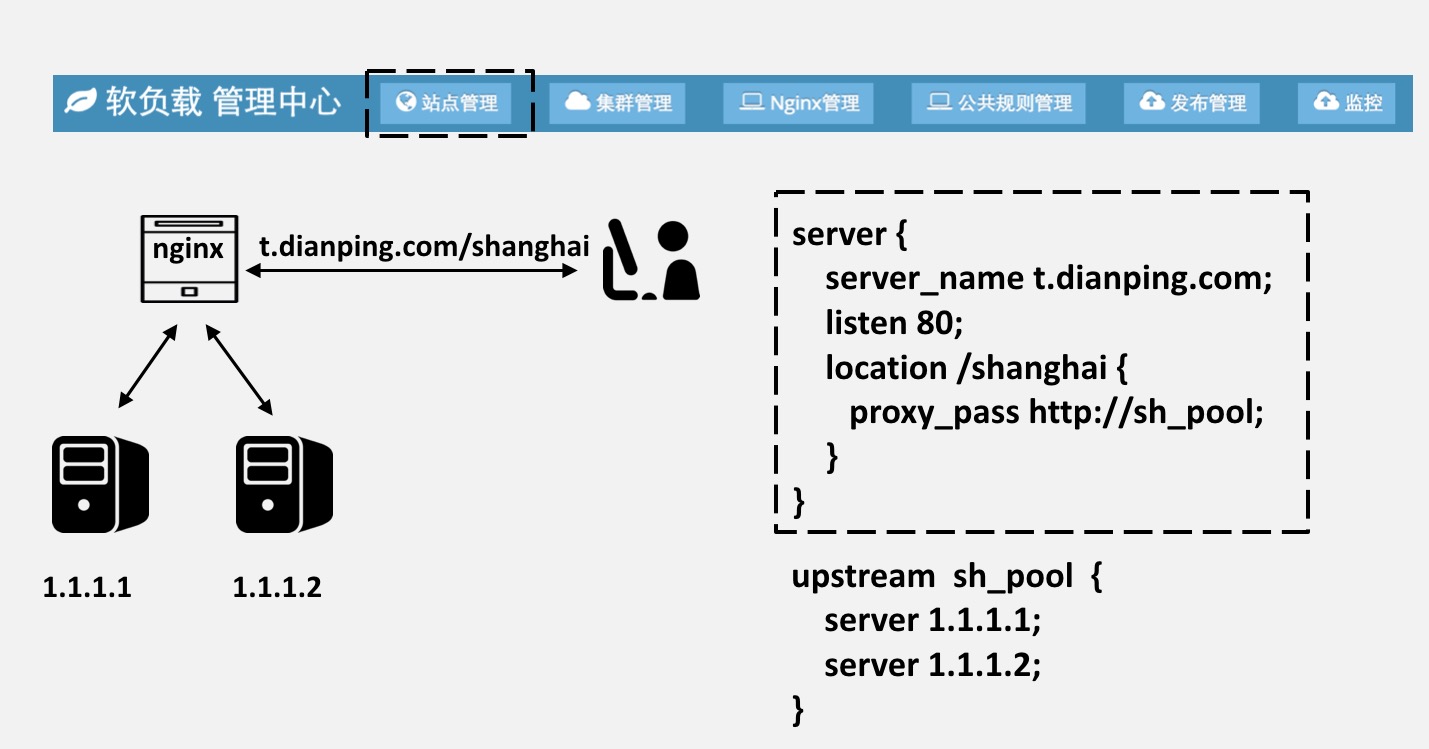 软负载 管理中心 站点管理 集群管理 Nginx管理 公共规则管理 发布管理 监控
nginx
t.dianping.com/shanghai
1.1.1.1
1.1.1.2
server {
server_name t.dianping.com;
listen 80;
location /shanghai {
proxy_pass http://sh_pool;
}
}
upstream sh_pool {
server 1.1.1.1;
server 1.1.1.2;
}